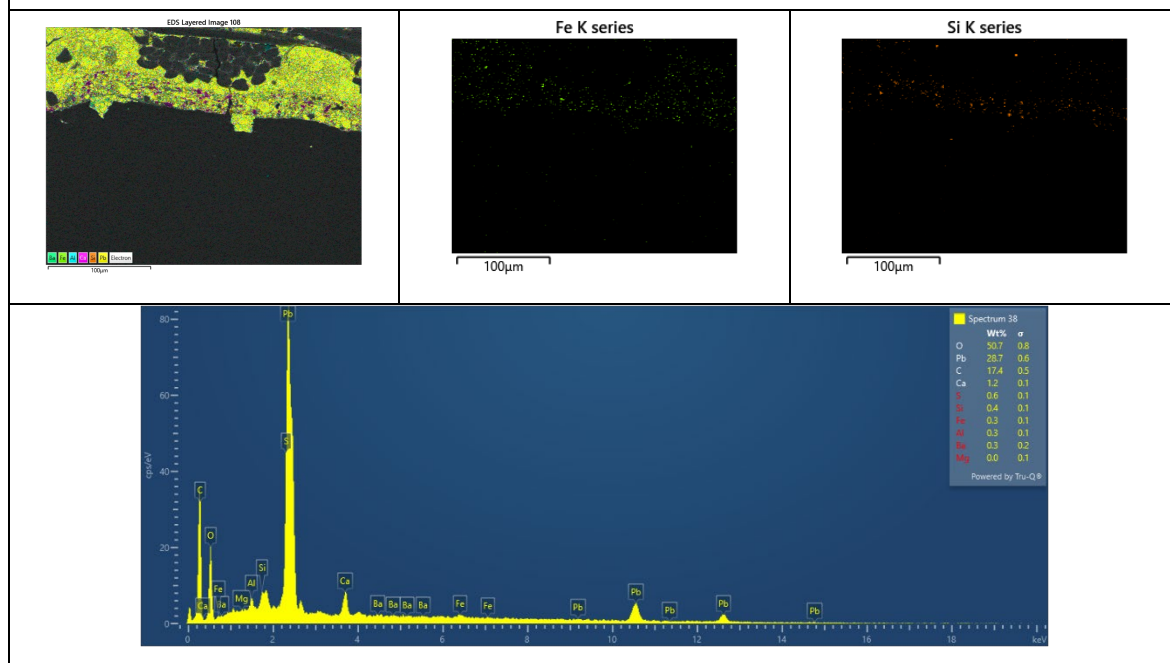 EDS Layered Image 108
Ba Fe Al Ca Si Pb Electron
100µm
Fe K series
100µm
Si K series
100µm
80
60
40
20
0
cps/eV
Pb
S
C
O
Fe
Ca
Mg
Al
Si
Ca
Ba Ba Ba Ba
Fe Fe
Pb Pb Pb Pb Pb
0 2 4 6 8 10 12 14 16 18 keV
Spectrum 38
Wt% σ
O 50.7 0.8
Pb 28.7 0.6
C 17.4 0.5
Ca 1.2 0.1
S 0.6 0.1
Si 0.4 0.1
Fe 0.3 0.1
Al 0.3 0.1
Ba 0.3 0.2
Mg 0.0 0.1
Powered by Tru-Q®